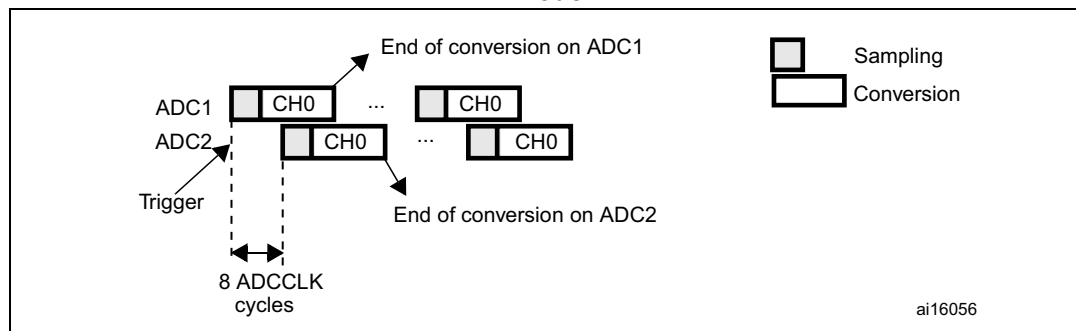 End of conversion on ADC1
Sampling
Conversion
ADC1
CH0
...
CH0
ADC2
CH0
...
CH0
Trigger
End of conversion on ADC2
8 ADCCLK
cycles
ai16056